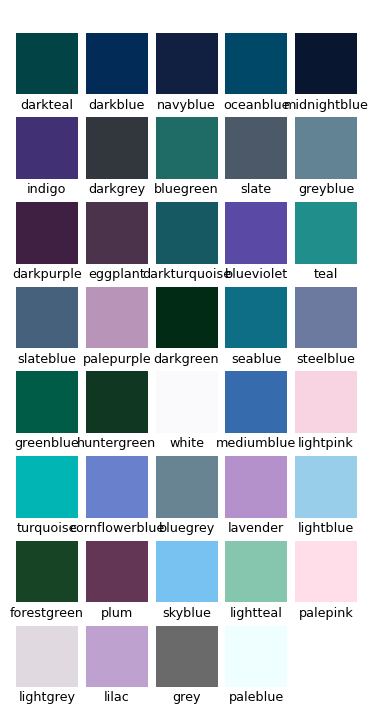 darkteal darkblue navyblue oceanblue midnightblue
indigo darkgrey bluegreen slate greyblue
darkpurple eggplant darkturquoise blueviolet teal
slateblue palepurple darkgreen seablue steelblue
greenblue huntergreen white mediumblue lightpink
turquoise cornflowerblue bluegrey lavender lightblue
forestgreen plum skyblue lightteal palepink
lightgrey lilac grey paleblue